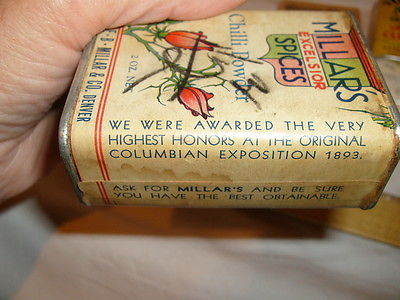 MILLAR'S
EXCELSIOR
SPICES
Chilli Powder
2 OZ. NET
B. MILLAR & CO. DENVER
WE WERE AWARDED THE VERY
HIGHEST HONORS AT THE ORIGINAL
COLUMBIAN EXPOSITION 1893.
ASK FOR MILLAR'S AND BE SURE
YOU HAVE THE BEST OBTAINABLE.